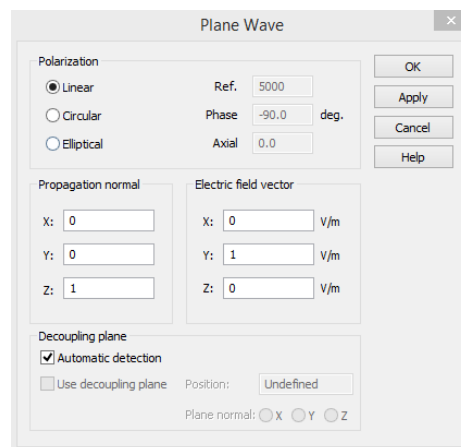 Plane Wave
Polarization
Linear Ref. 5000
Circular Phase -90.0 deg.
Elliptical Axial 0.0
OK
Apply
Cancel
Help
Propagation normal
X: 0
Y: 0
Z: 1
Electric field vector
X: 0 V/m
Y: 1 V/m
Z: 0 V/m
Decoupling plane
Automatic detection
Use decoupling plane Position: Undefined
Plane normal: X Y Z